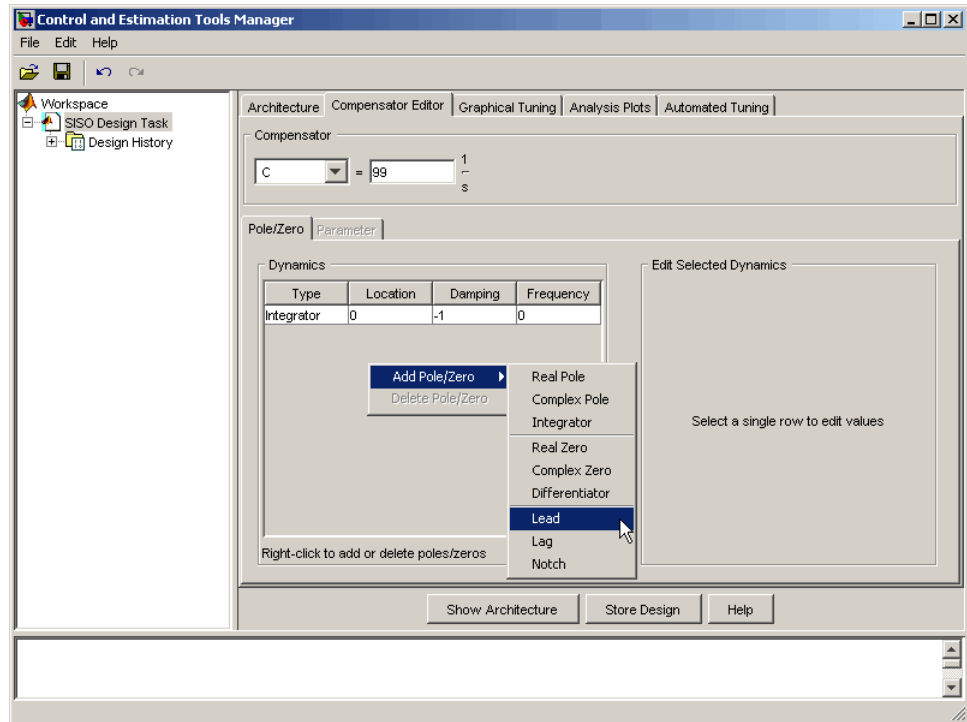 Control and Estimation Tools Manager
File Edit Help
Workspace
SISO Design Task
Design History
Architecture Compensator Editor Graphical Tuning Analysis Plots Automated Tuning
Compensator
C = 99 1
s
Pole/Zero Parameter
Dynamics
Type Location Damping Frequency
Integrator 0 -1 0
Add Pole/Zero
Delete Pole/Zero
Real Pole
Complex Pole
Integrator
Real Zero
Complex Zero
Differentiator
Lead
Lag
Notch
Right-click to add or delete poles/zeros
Edit Selected Dynamics
Select a single row to edit values
Show Architecture Store Design Help